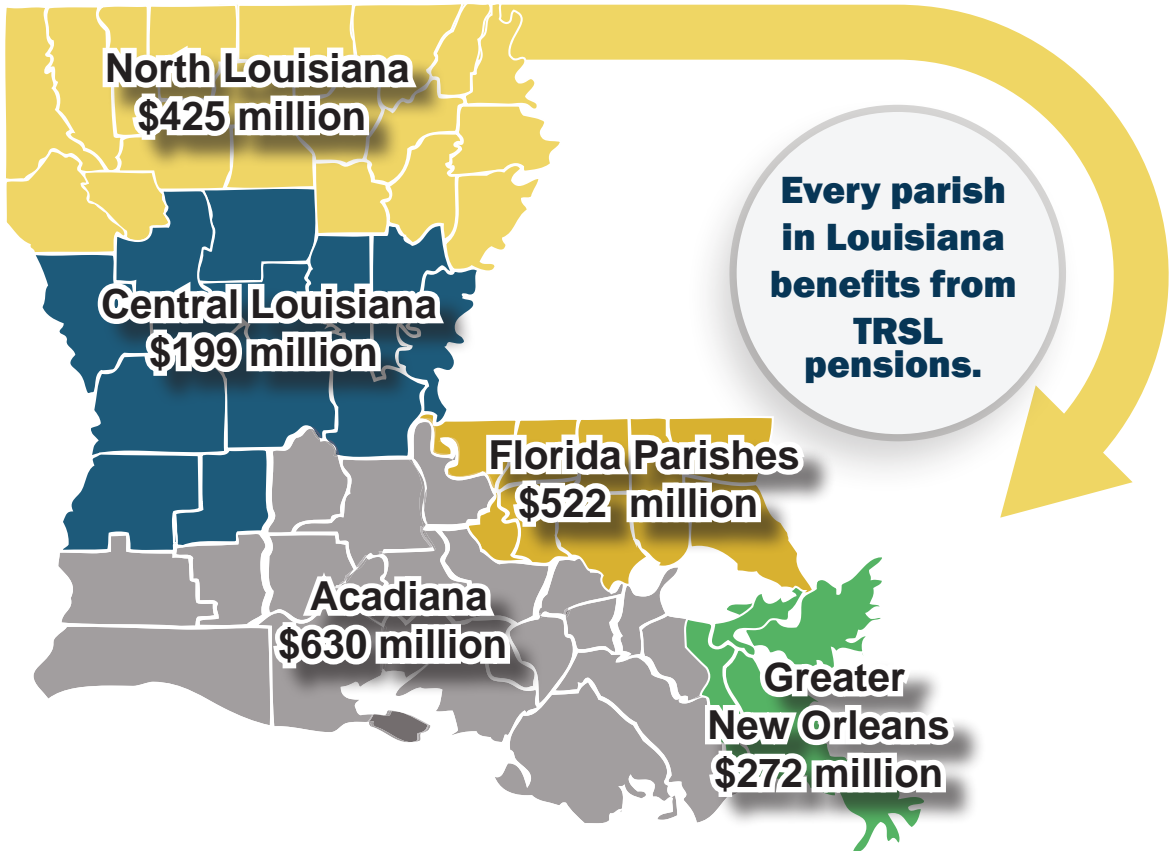 North Louisiana
$425 million
Every parish
in Louisiana
benefits from
TRSL
pensions.
Central Louisiana
$199 million
Florida Parishes
$522 million
Acadiana
$630 million
Greater
New Orleans
$272 million